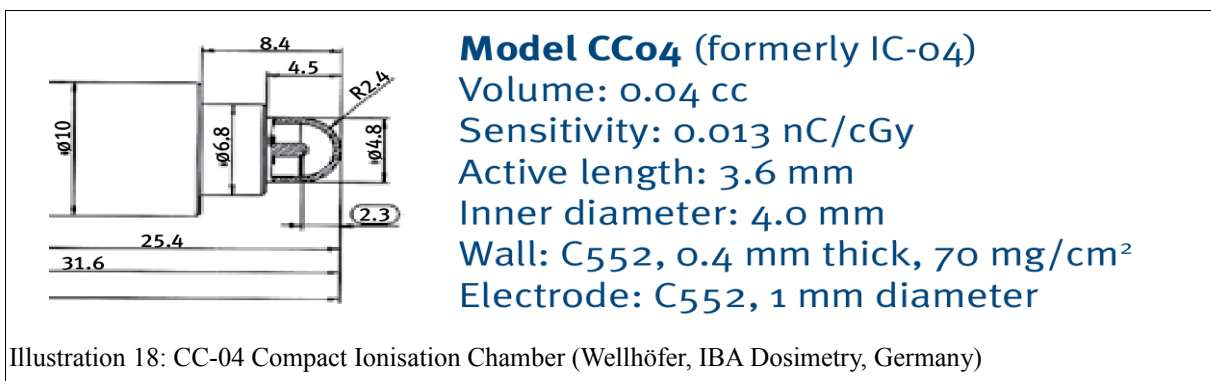 8.4
4.5
R2.4
ø10
ø6.8
ø4.8
2.3
25.4
31.6
Model CC04 (formerly IC-04)
Volume: 0.04 cc
Sensitivity: 0.013 nC/cGy
Active length: 3.6 mm
Inner diameter: 4.0 mm
Wall: C552, 0.4 mm thick, 70 mg/cm²
Electrode: C552, 1 mm diameter
Illustration 18: CC-04 Compact Ionisation Chamber (Wellhöfer, IBA Dosimetry, Germany)